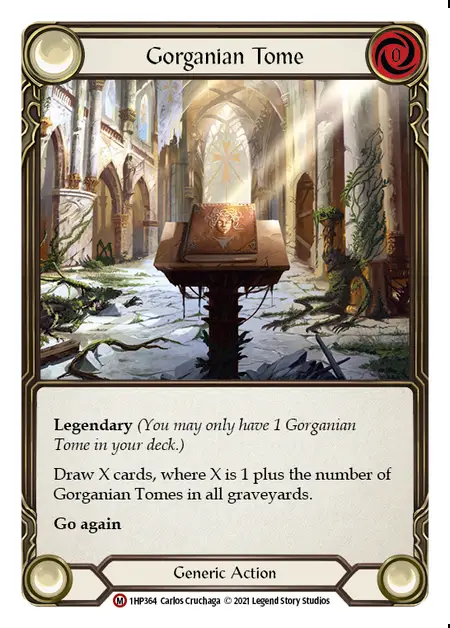 Gorganian Tome
0
Legendary (You may only have 1 Gorganian
Tome in your deck.)
Draw X cards, where X is 1 plus the number of
Gorganian Tomes in all graveyards.
Go again
Generic Action
M 1HP364 Carlos Cruchaga © 2021 Legend Story Studios